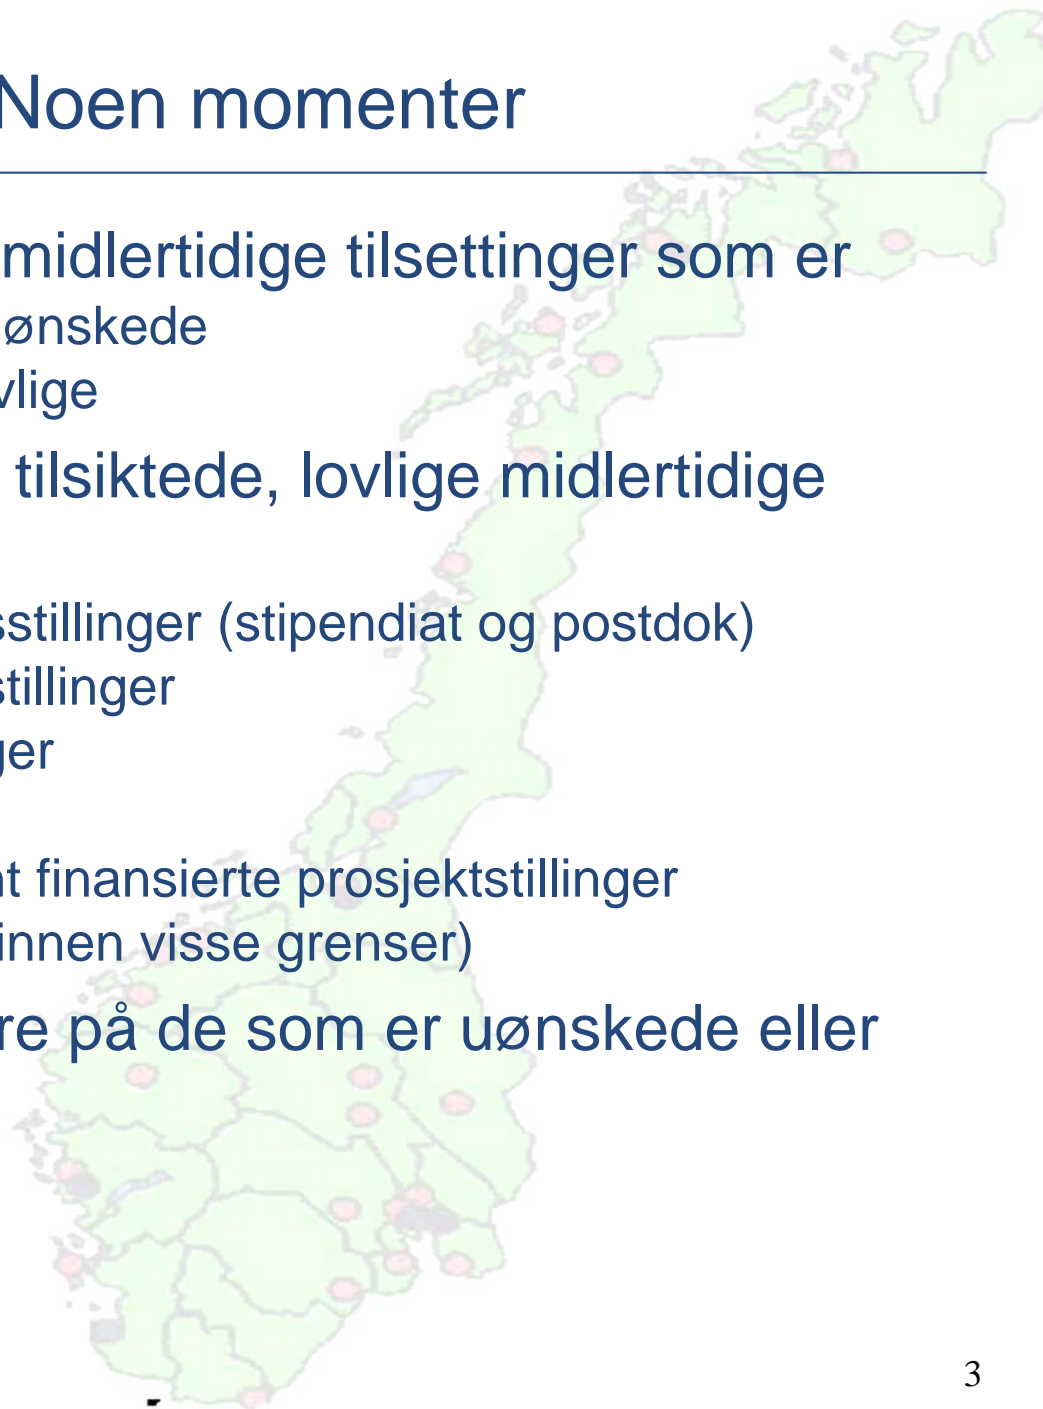 Noen momenter
midlertidige tilsettinger som er
ønskede
vlige
tilsiktede, lovlige midlertidige
sstillinger (stipendiat og postdok)
stillinger
ger
nt finansierte prosjektstillinger
innen visse grenser)
re på de som er uønskede eller
3